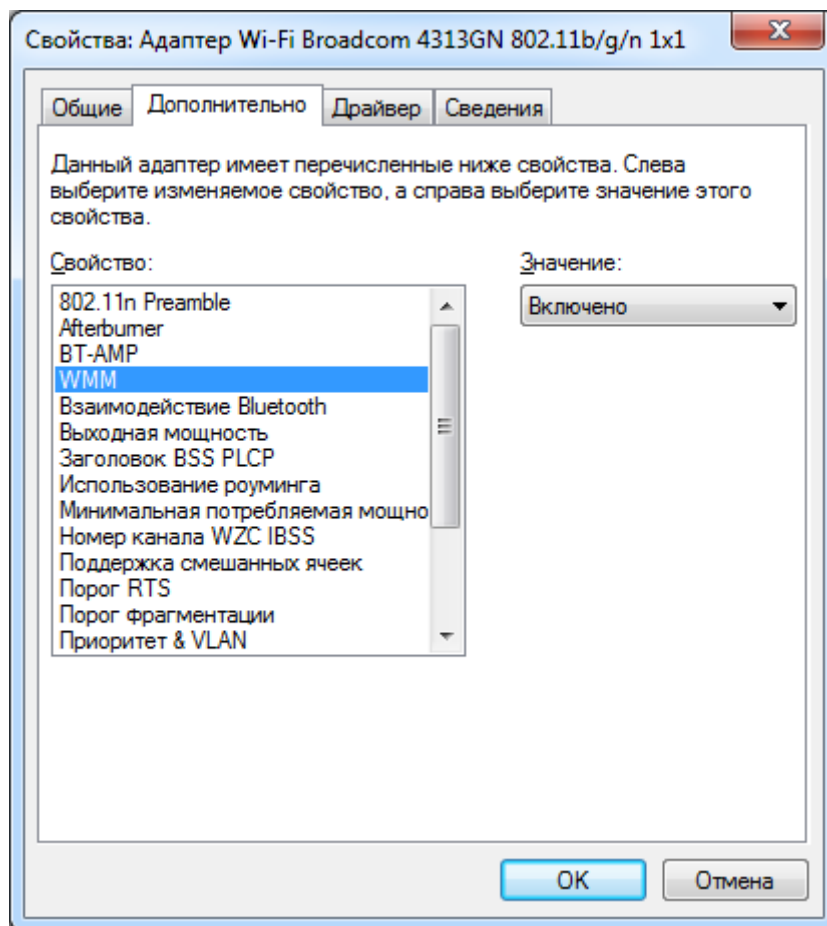 Свойства: Адаптер Wi-Fi Broadcom 4313GN 802.11b/g/n 1x1
Общие Дополнительно Драйвер Сведения
Данный адаптер имеет перечисленные ниже свойства. Слева
выберите изменяемое свойство, а справа выберите значение этого
свойства.
Свойство: Значение:
802.11n Preamble Включено
Afterburner
BT-AMP
WMM
Взаимодействие Bluetooth
Выходная мощность
Заголовок BSS PLCP
Использование роуминга
Минимальная потребляемая мощно
Номер канала WZC IBSS
Поддержка смешанных ячеек
Порог RTS
Порог фрагментации
Приоритет & VLAN
OK Отмена